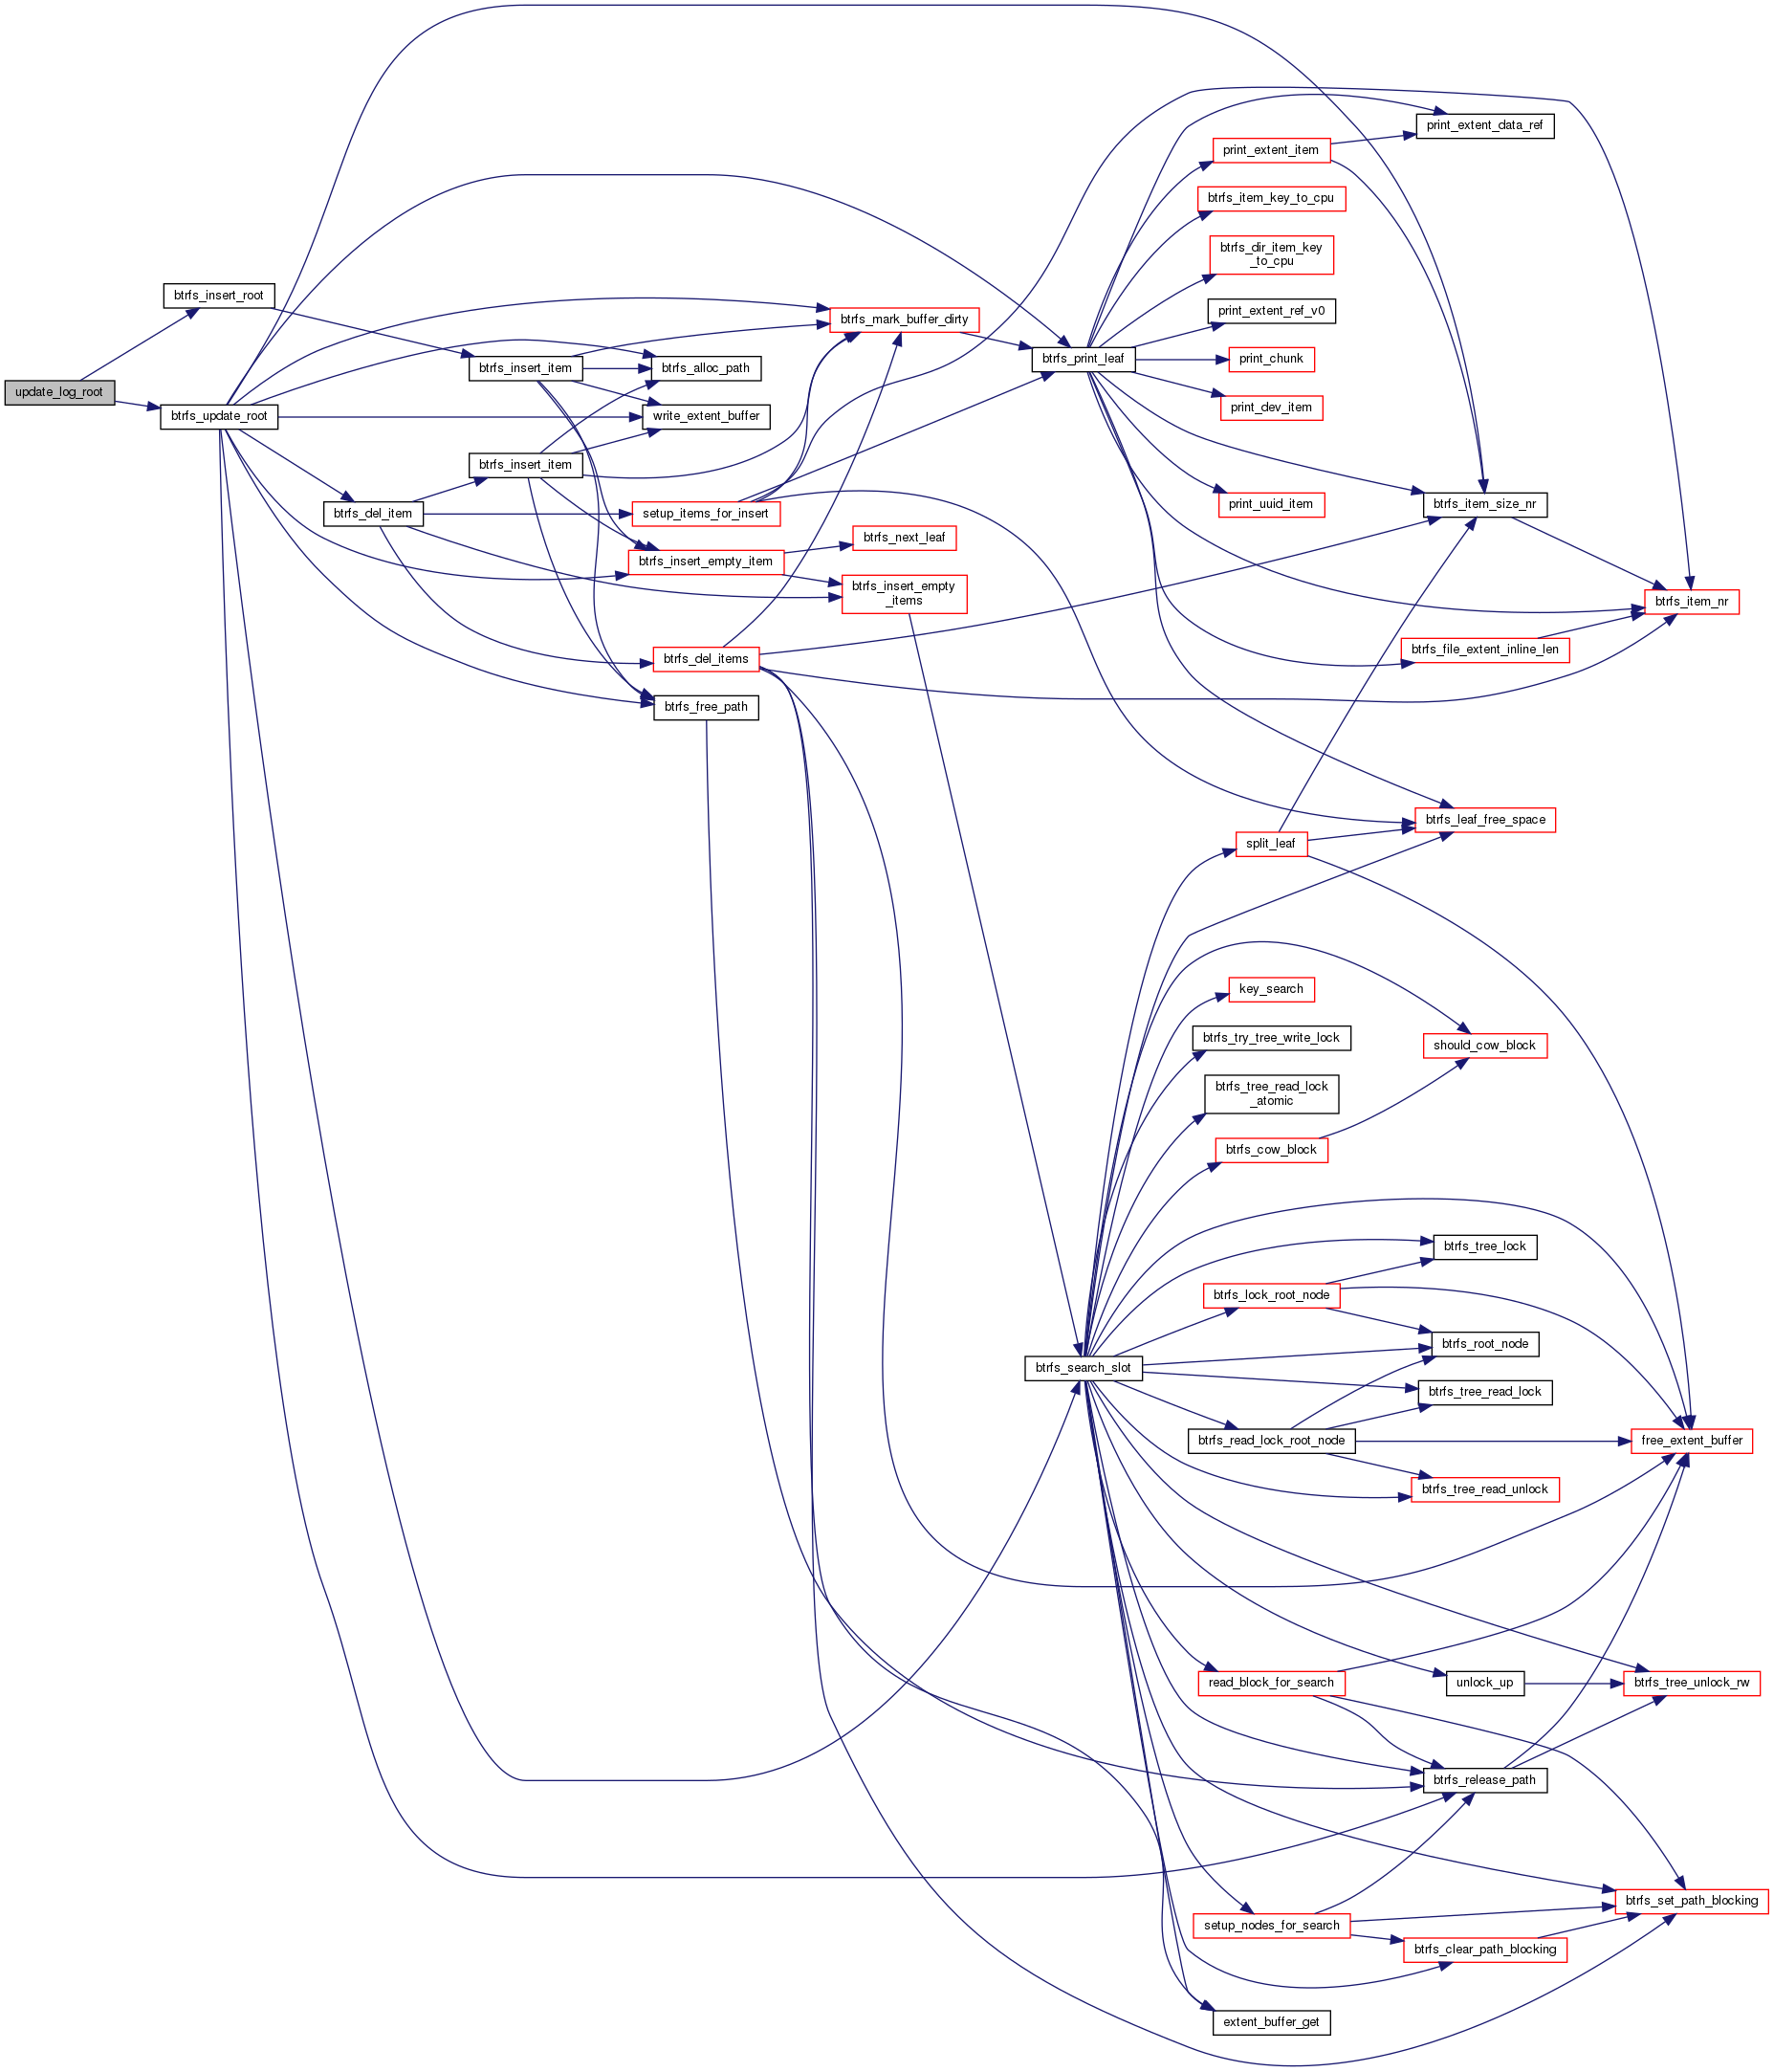 update_log_root
btrfs_insert_root
btrfs_update_root
btrfs_del_item
btrfs_insert_item
btrfs_insert_item
btrfs_alloc_path
write_extent_buffer
setup_items_for_insert
btrfs_insert_empty_item
btrfs_del_items
btrfs_free_path
btrfs_mark_buffer_dirty
btrfs_next_leaf
btrfs_insert_empty
_items
btrfs_print_leaf
btrfs_search_slot
print_extent_item
btrfs_item_key_to_cpu
btrfs_dir_item_key
_to_cpu
print_extent_ref_v0
print_chunk
print_dev_item
print_uuid_item
split_leaf
key_search
btrfs_try_tree_write_lock
btrfs_tree_read_lock
_atomic
btrfs_cow_block
btrfs_lock_root_node
btrfs_read_lock_root_node
read_block_for_search
setup_nodes_for_search
extent_buffer_get
print_extent_data_ref
btrfs_item_size_nr
btrfs_file_extent_inline_len
btrfs_leaf_free_space
should_cow_block
btrfs_tree_lock
btrfs_root_node
btrfs_tree_read_lock
btrfs_tree_read_unlock
unlock_up
btrfs_release_path
btrfs_clear_path_blocking
btrfs_item_nr
free_extent_buffer
btrfs_tree_unlock_rw
btrfs_set_path_blocking